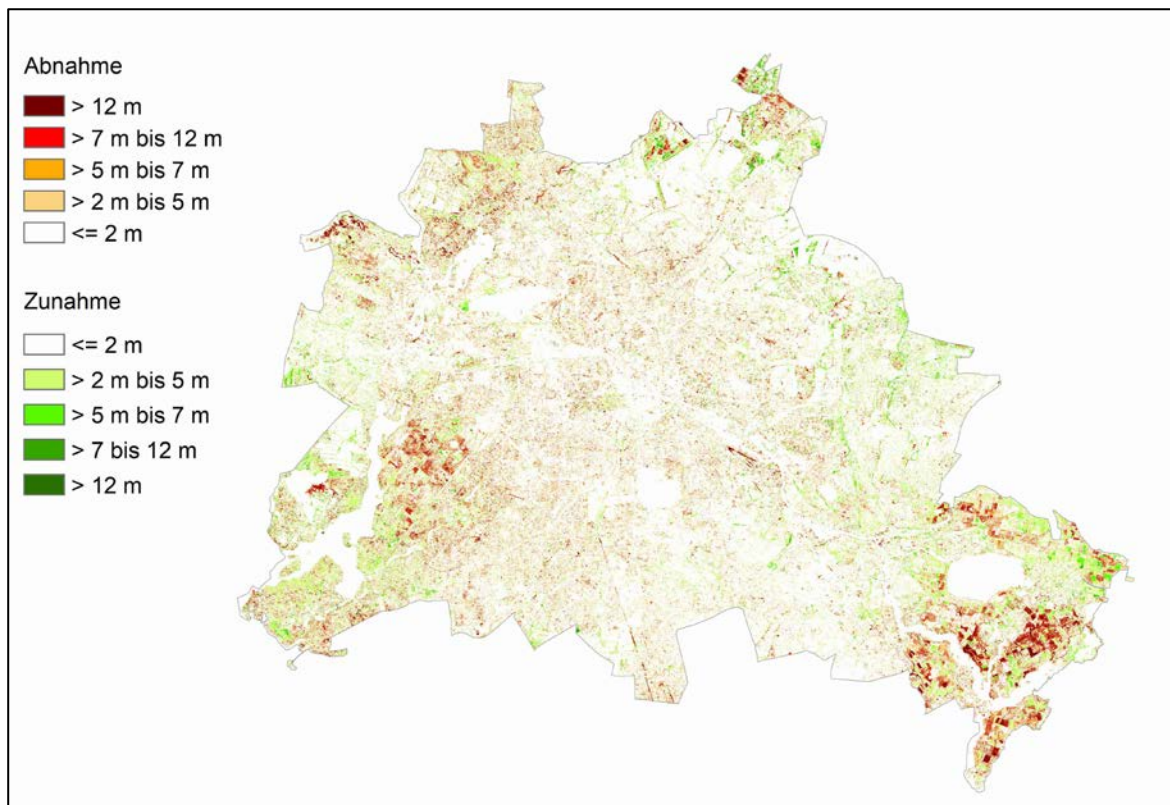 Abnahme
> 12 m
> 7 m bis 12 m
> 5 m bis 7 m
> 2 m bis 5 m
<= 2 m
Zunahme
<= 2 m
> 2 m bis 5 m
> 5 m bis 7 m
> 7 bis 12 m
> 12 m